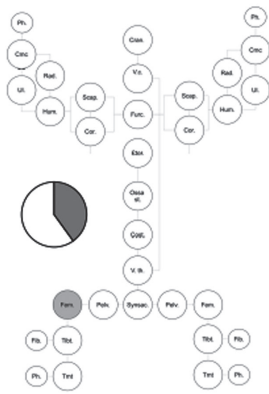 Ph.
Ph.
Cran.
Cmc
Cmc
Rad.
V.c.
Rad.
Ul.
Scap.
Scap.
Ul.
Hum.
Furc.
Hum.
Cor.
Cor.
Ster.
Ossa
st.
Cost.
V. th.
Fem.
Pelv.
Synsac.
Pelv.
Fem.
Fib.
Tibt.
Tibt.
Fib.
Ph.
Tmt
Tmt
Ph.